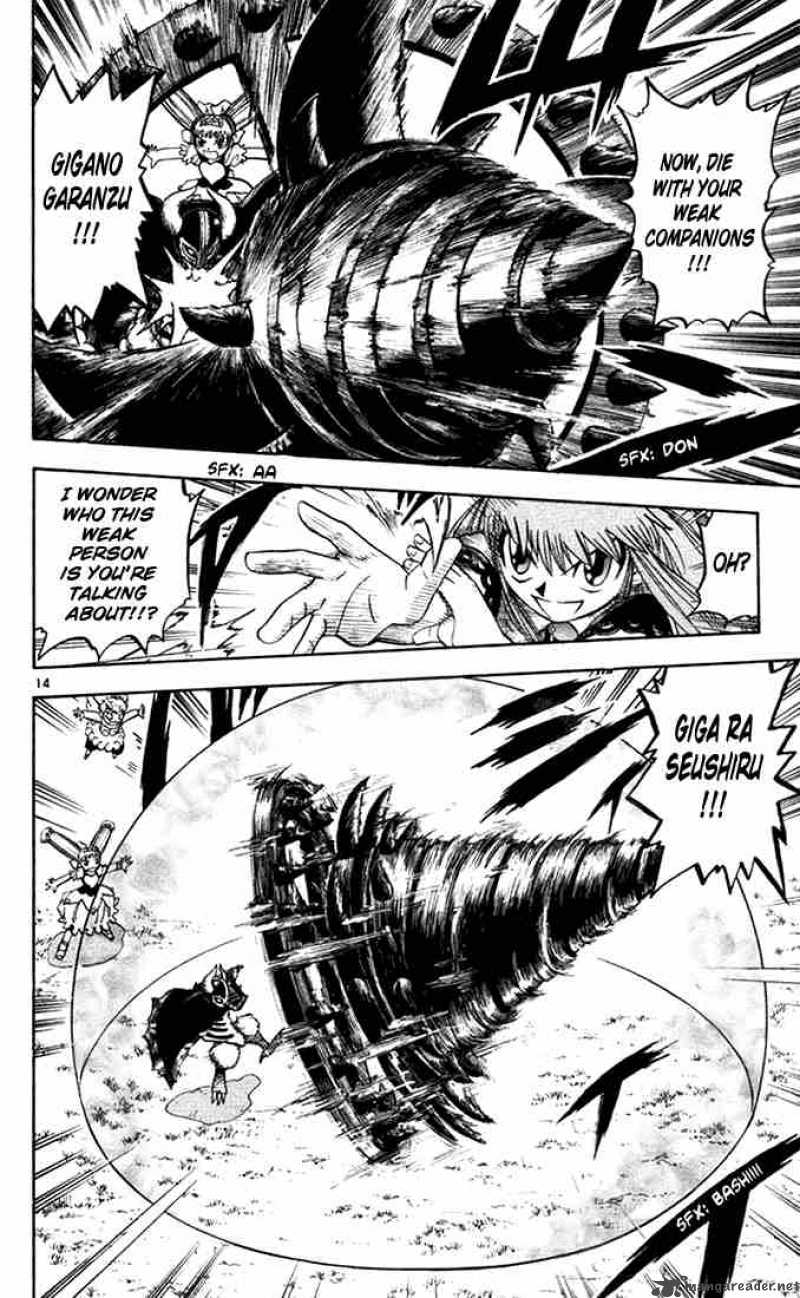 NOW, DIE
WITH YOUR
WEAK
COMPANIONS
!!!
GIGANO
GARANZU
!!!
SFX: DON
SFX: AA
OH?
I WONDER
WHO THIS
WEAK
PERSON
IS YOU'RE
TALKING
ABOUT!!?
14
GIGA RA
SEUSHIRU
!!!
SFX: BASHIIII
mangareader.net